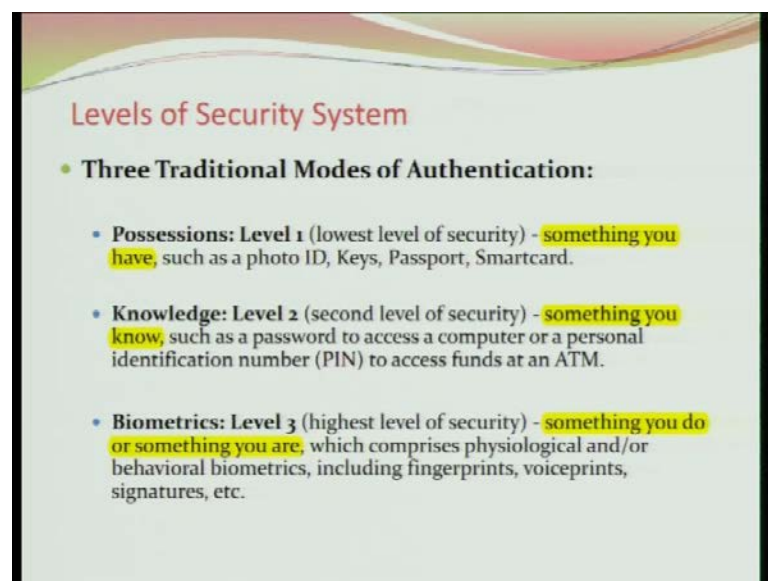 Levels of Security System
• Three Traditional Modes of Authentication:
• Possessions: Level 1 (lowest level of security) - something you
have, such as a photo ID, Keys, Passport, Smartcard.
• Knowledge: Level 2 (second level of security) - something you
know, such as a password to access a computer or a personal
identification number (PIN) to access funds at an ATM.
• Biometrics: Level 3 (highest level of security) - something you do
or something you are, which comprises physiological and/or
behavioral biometrics, including fingerprints, voiceprints,
signatures, etc.